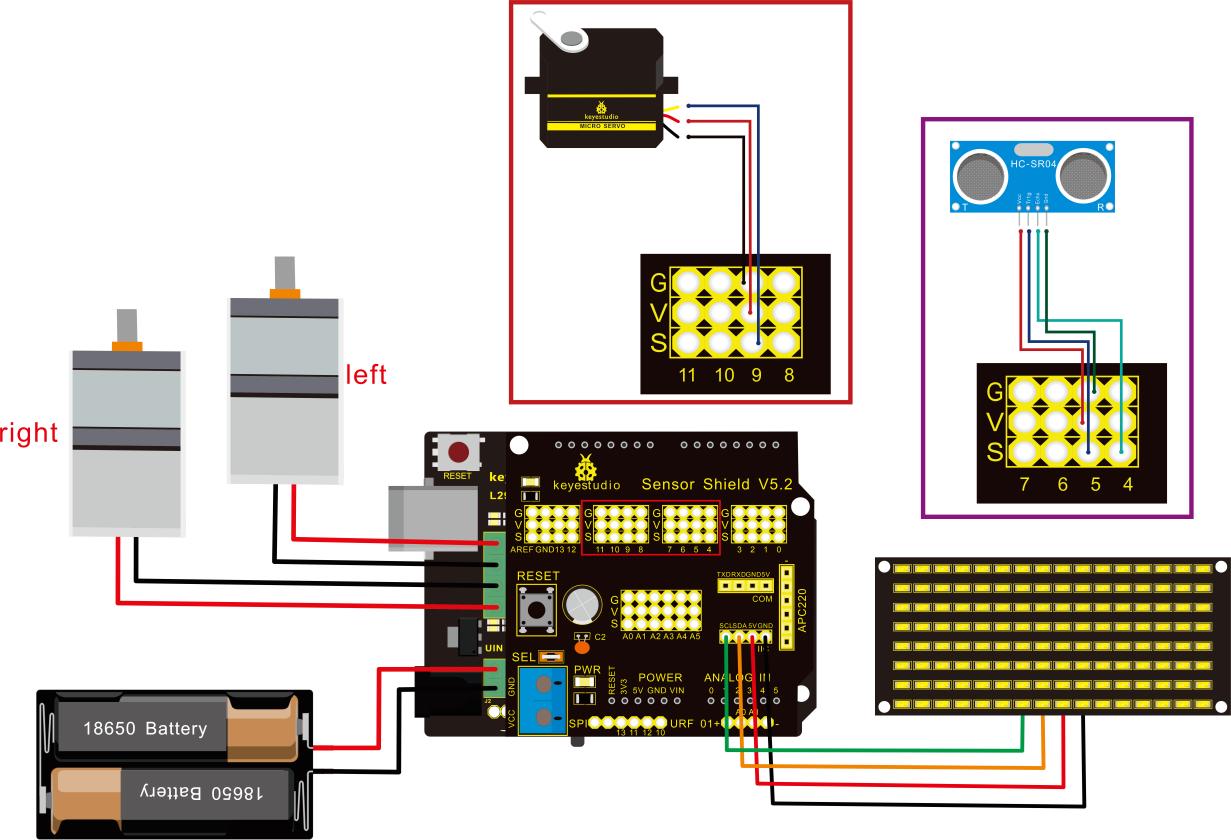 keyestudio
MICRO SERVO
G
V
S
11 10 9 8
HC-SR04
Vcc Trig Echo Gnd
T R
G
V
S
7 6 5 4
left
right
RESET
key
L29
keyestudio
Sensor Shield V5.2
G
V
S
AREF GND 13 12
G
V
S
11 10 9 8
G
V
S
7 6 5 4
G
V
S
3 2 1 0
RESET
TXD RXD GND 5V
COM
APC220
G
V
S
A0 A1 A2 A3 A4 A5
C2
SCL SDA 5V GND
UIN
SEL
PWR
GND
VCC
J2
POWER
RESET
3V3
5V GND VIN
ANALOG IN
0 1 2 3 4 5
A0 A1
SPI
URF 01+
-
13 11 12 10
18650 Battery
18650 Battery